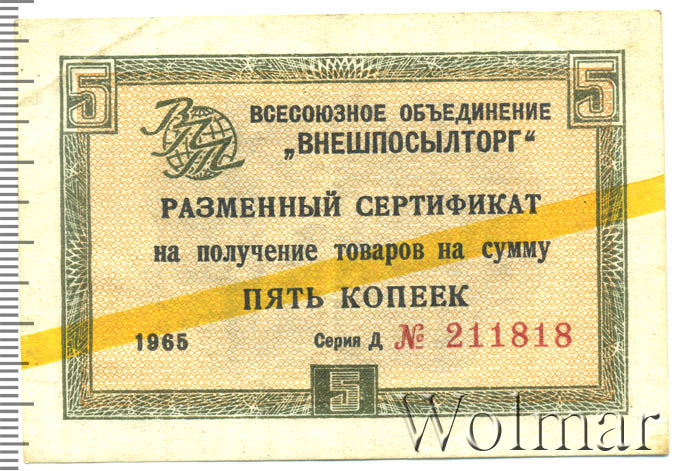 5 5
ВПТ
ВСЕСОЮЗНОЕ ОБЪЕДИНЕНИЕ
„ВНЕШПОСЫЛТОРГ“
РАЗМЕННЫЙ СЕРТИФИКАТ
на получение товаров на сумму
ПЯТЬ КОПЕЕК
1965 Серия Д № 211818
5
Wolmar